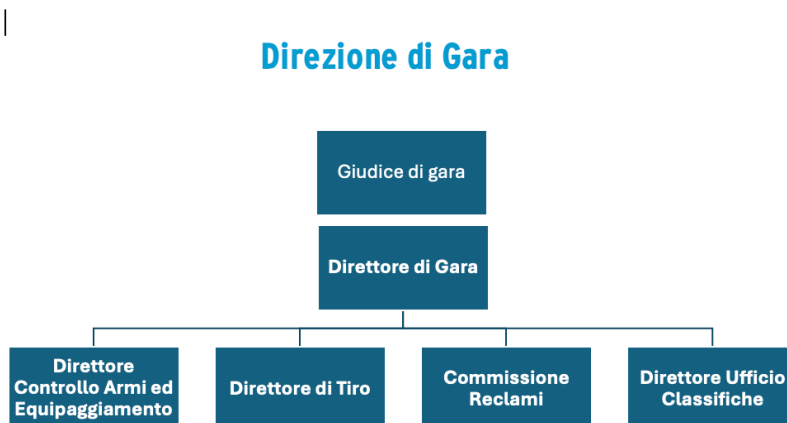 Direzione di Gara
Giudice di gara
Direttore di Gara
Direttore
Controllo Armi ed
Equipaggiamento
Direttore di Tiro
Commissione
Reclami
Direttore Ufficio
Classifiche